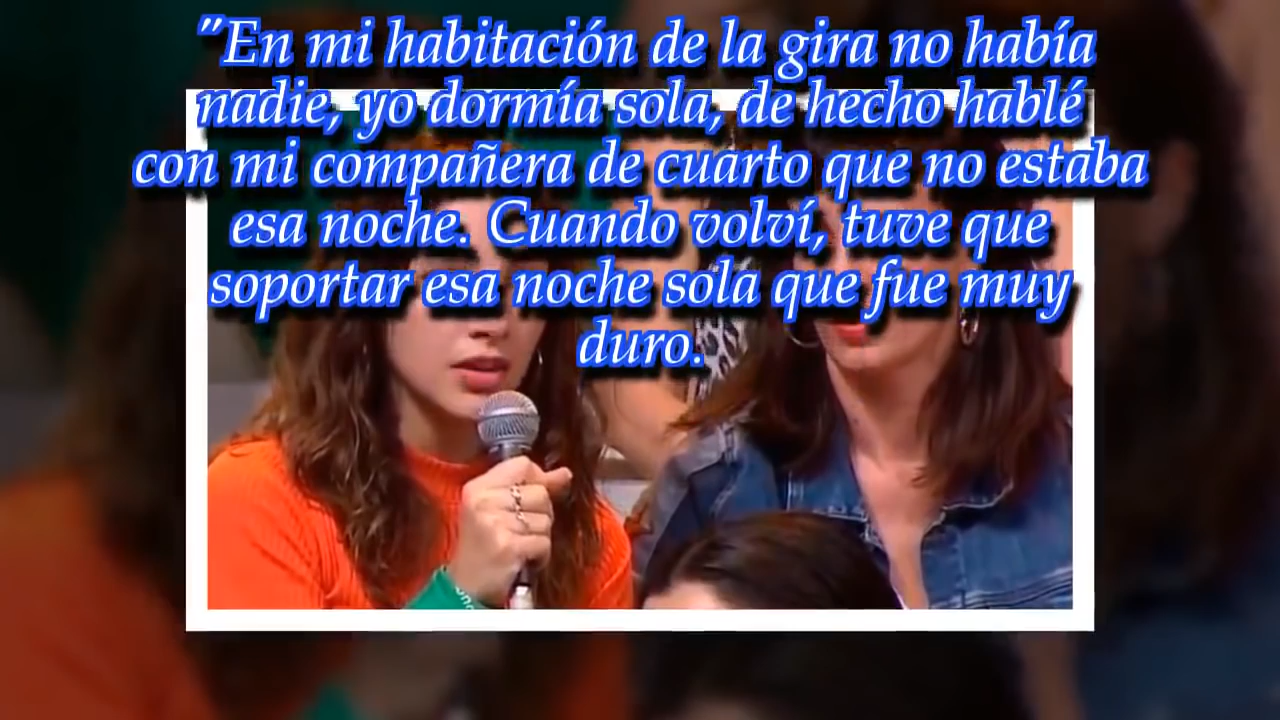 "En mi habitación de la gira no había
nadie, yo dormía sola, de hecho hablé
con mi compañera de cuarto que no estaba
esa noche. Cuando volví, tuve que
soportar esa noche sola que fue muy
duro.